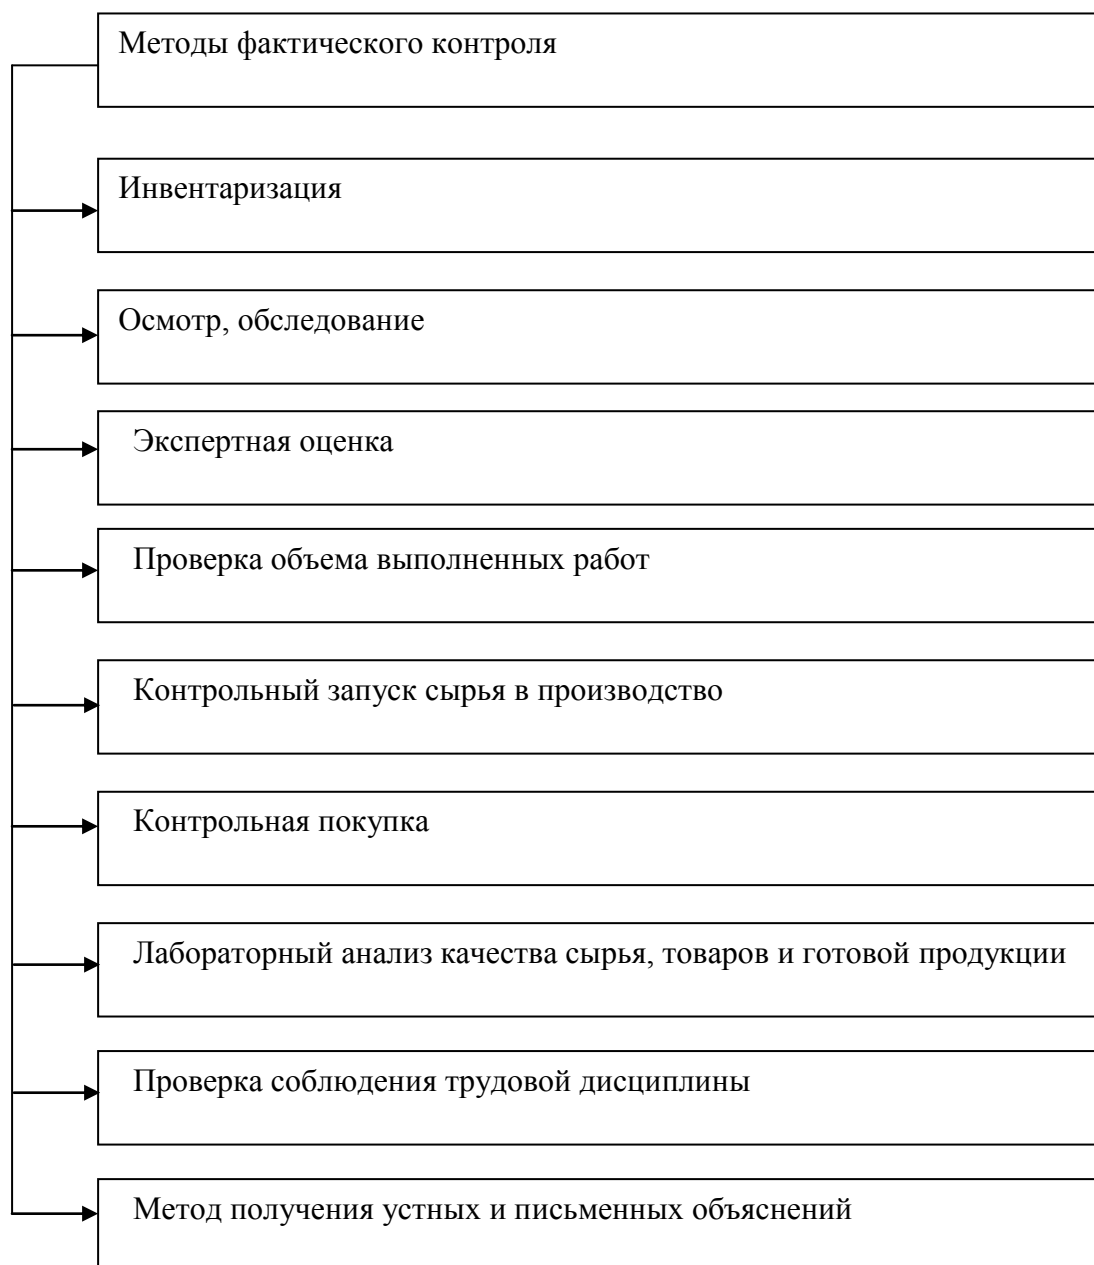 Методы фактического контроля
Инвентаризация
Осмотр, обследование
Экспертная оценка
Проверка объема выполненных работ
Контрольный запуск сырья в производство
Контрольная покупка
Лабораторный анализ качества сырья, товаров и готовой продукции
Проверка соблюдения трудовой дисциплины
Метод получения устных и письменных объяснений